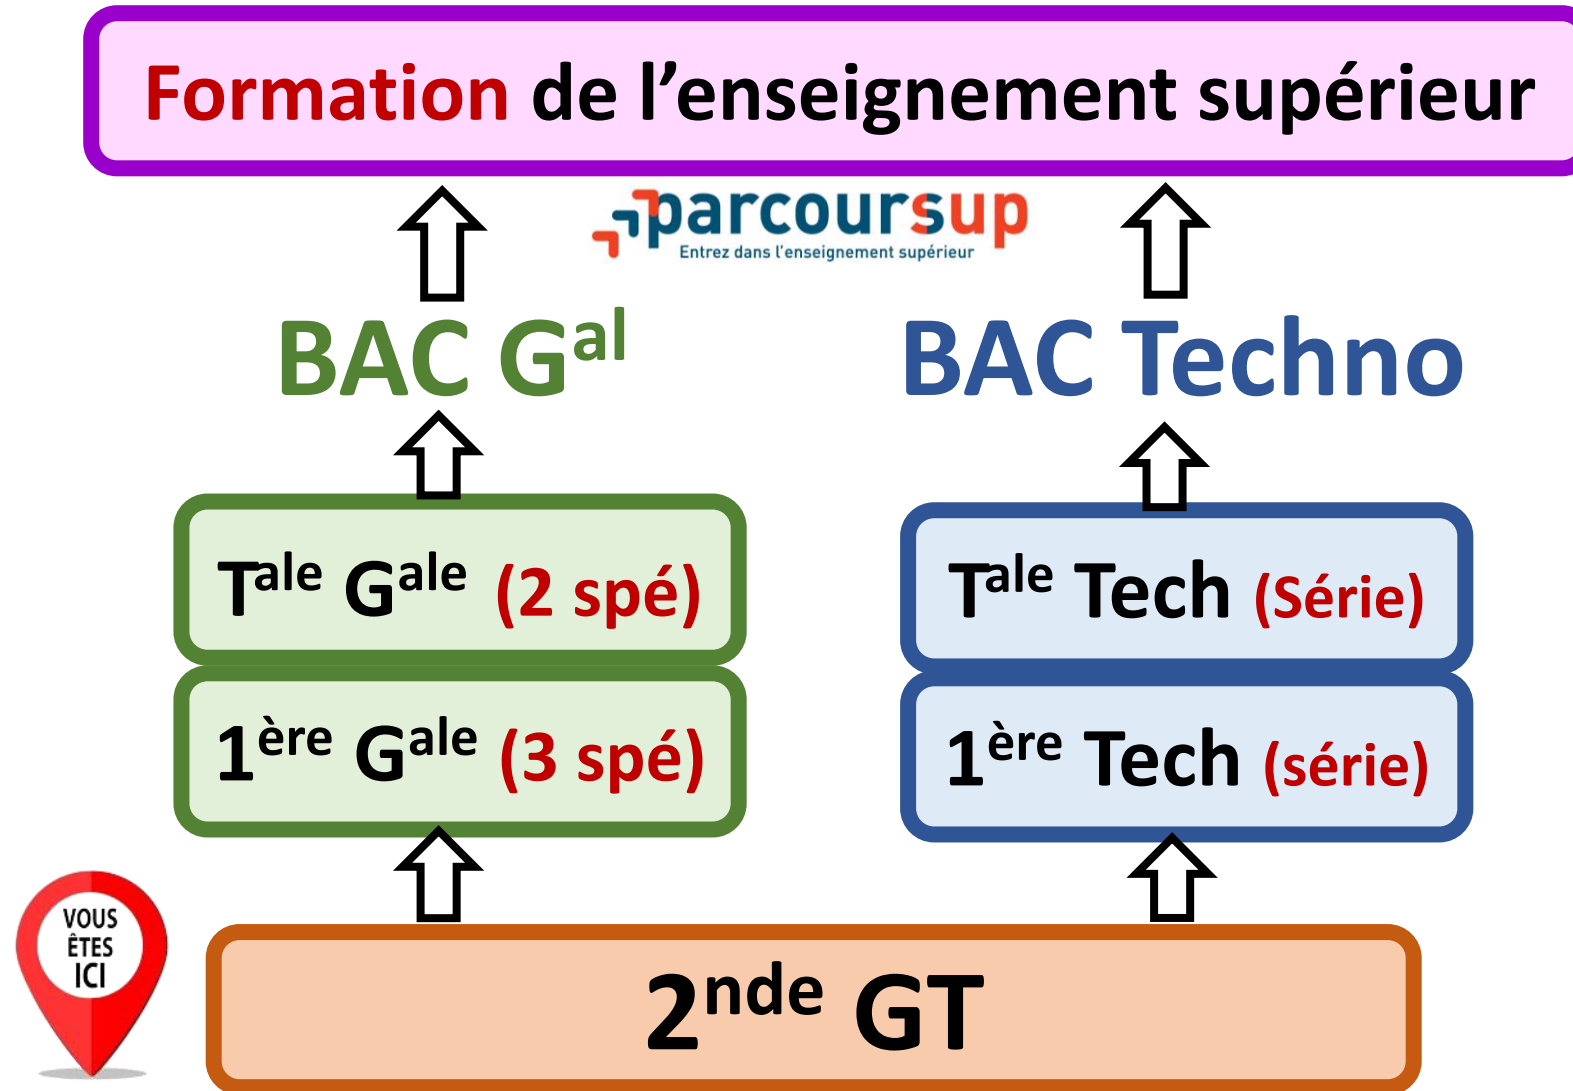 Formation de l’enseignement supérieur
parcoursup
Entrez dans l'enseignement supérieur
BAC Gal
BAC Techno
Tale Gale (2 spé)
Tale Tech (Série)
1ère Gale (3 spé)
1ère Tech (série)
VOUS
ÊTES
ICI
2nde GT